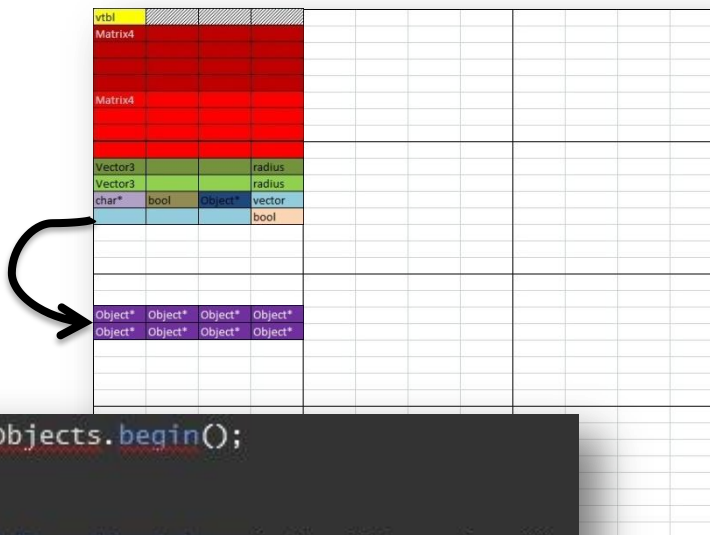 vtbl
Matrix4
Matrix4
Vector3 radius
Vector3 radius
char* bool Object* vector
bool
Object* Object* Object* Object*
Object* Object* Object* Object*
Objects.begin();